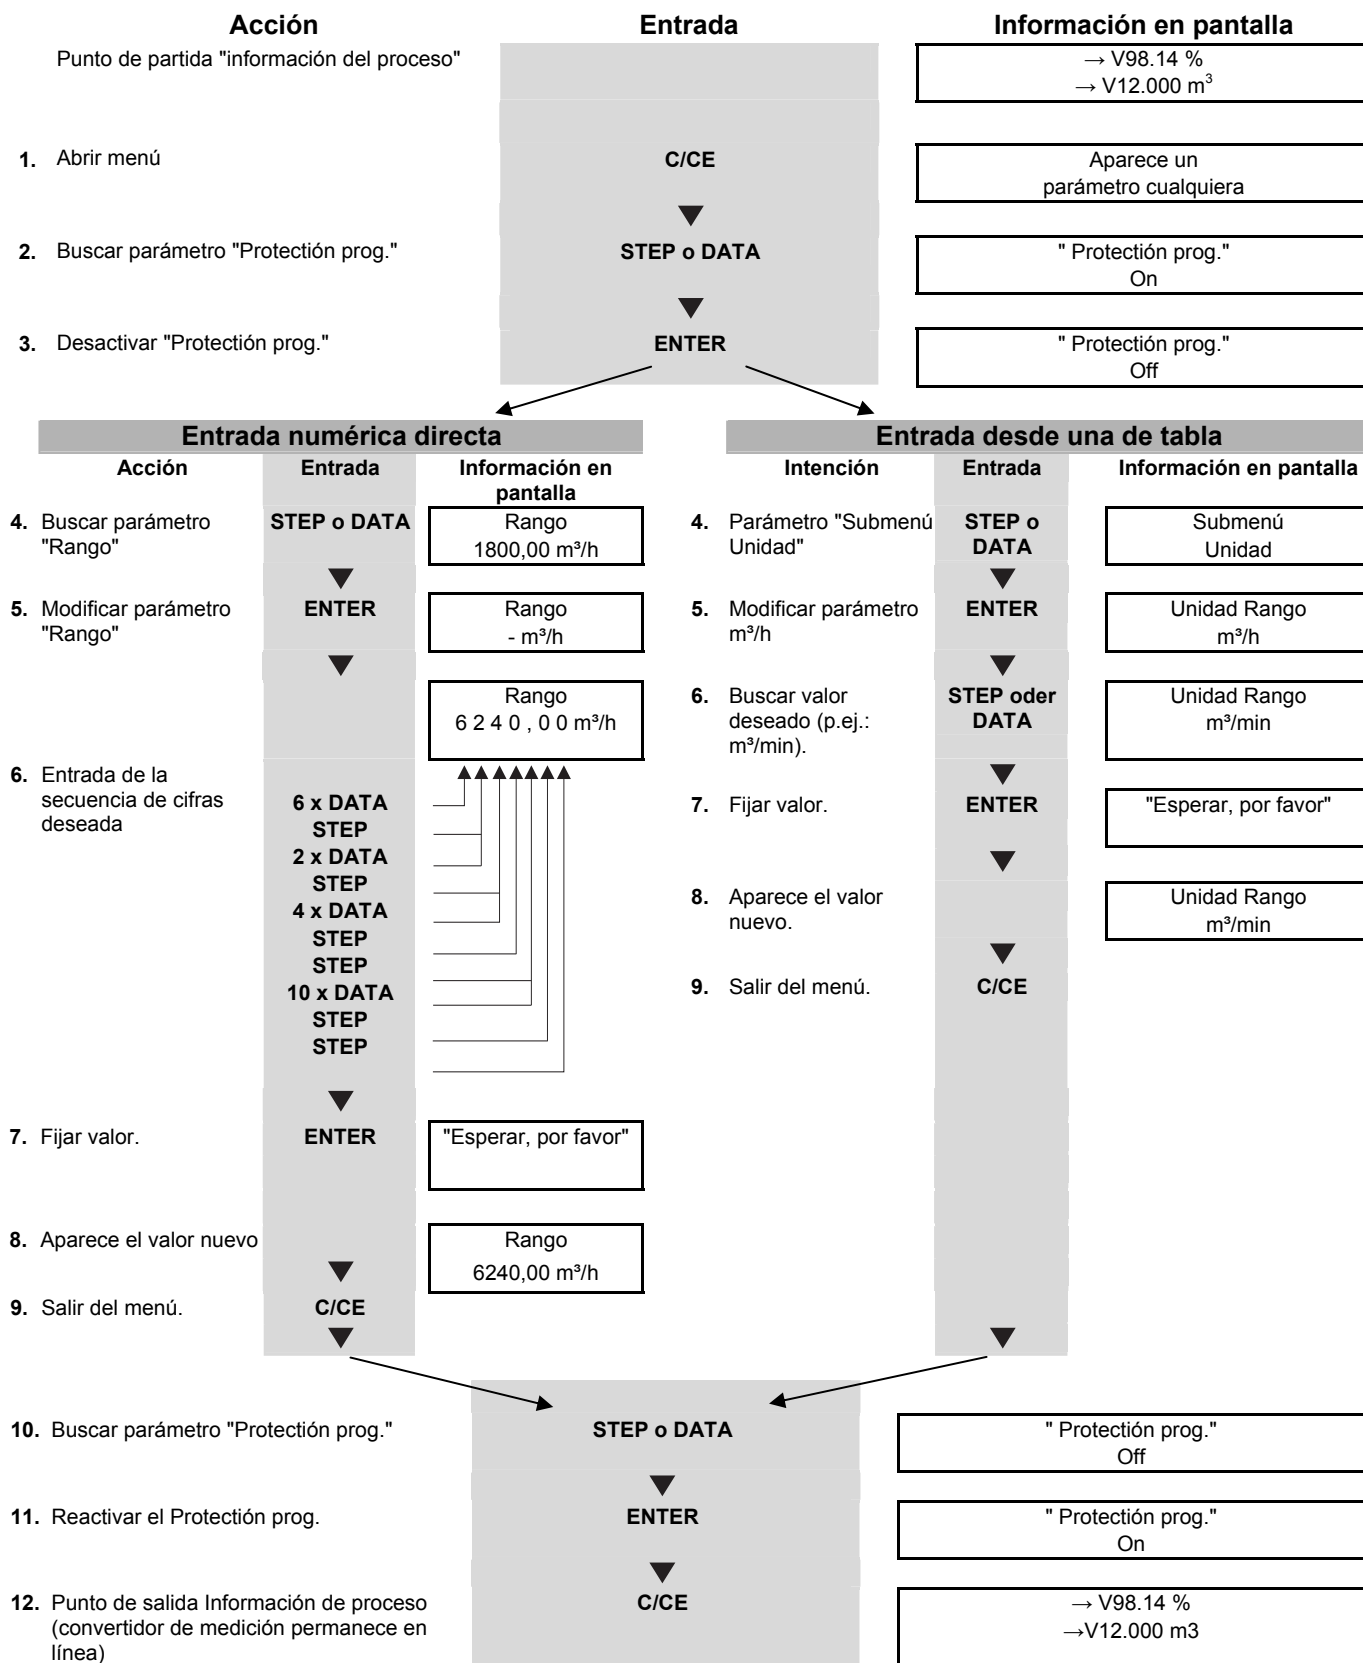 Acción Entrada Información en pantalla
Punto de partida "información del proceso"
→ V98.14 %
→ V12.000 m³
1. Abrir menú C/CE
Aparece un
parámetro cualquiera
2. Buscar parámetro "Protectión prog." STEP o DATA
" Protectión prog."
On
3. Desactivar "Protectión prog." ENTER
" Protectión prog."
Off
Entrada numérica directa
Acción Entrada Información en
pantalla
4. Buscar parámetro
"Rango"
STEP o DATA
Rango
1800,00 m³/h
5. Modificar parámetro
"Rango"
ENTER
Rango
- m³/h
Rango
6 2 4 0 , 0 0 m³/h
6. Entrada de la
secuencia de cifras
deseada
6 x DATA
STEP
2 x DATA
STEP
4 x DATA
STEP
STEP
10 x DATA
STEP
STEP
7. Fijar valor. ENTER "Esperar, por favor"
8. Aparece el valor nuevo
Rango
6240,00 m³/h
9. Salir del menú. C/CE
Entrada desde una de tabla
Intención Entrada Información en pantalla
4. Parámetro "Submenú
Unidad"
STEP o
DATA
Submenú
Unidad
5. Modificar parámetro
m³/h
ENTER
Unidad Rango
m³/h
6. Buscar valor
deseado (p.ej.:
m³/min).
STEP oder
DATA
Unidad Rango
m³/min
7. Fijar valor. ENTER "Esperar, por favor"
8. Aparece el valor
nuevo.
Unidad Rango
m³/min
9. Salir del menú. C/CE
10. Buscar parámetro "Protectión prog." STEP o DATA
" Protectión prog."
Off
11. Reactivar el Protectión prog. ENTER
" Protectión prog."
On
12. Punto de salida Información de proceso
(convertidor de medición permanece en
línea)
C/CE
→ V98.14 %
→V12.000 m3